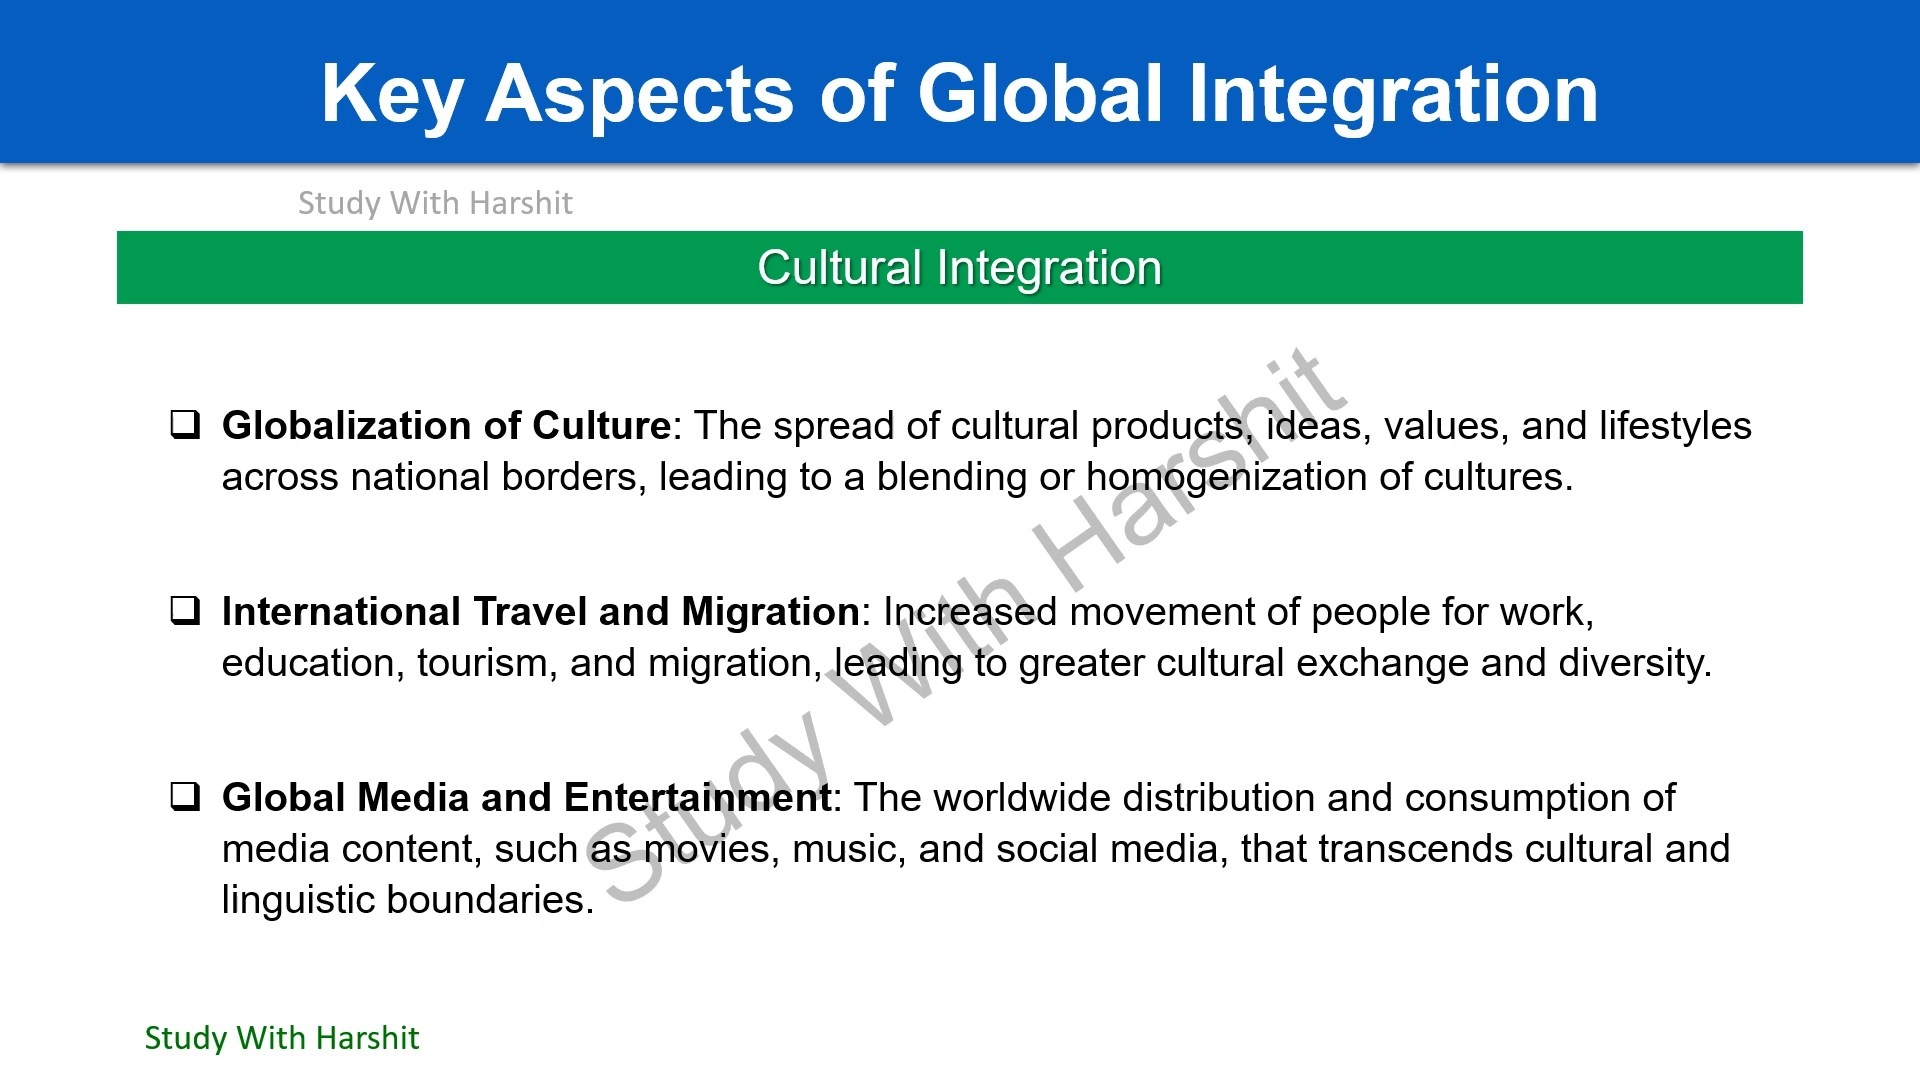 Key Aspects of Global Integration
Study With Harshit
Cultural Integration
Globalization of Culture: The spread of cultural products, ideas, values, and lifestyles
across national borders, leading to a blending or homogenization of cultures.
International Travel and Migration: Increased movement of people for work,
education, tourism, and migration, leading to greater cultural exchange and diversity.
Global Media and Entertainment: The worldwide distribution and consumption of
media content, such as movies, music, and social media, that transcends cultural and
linguistic boundaries.
Study With Harshit
Study With Harshit